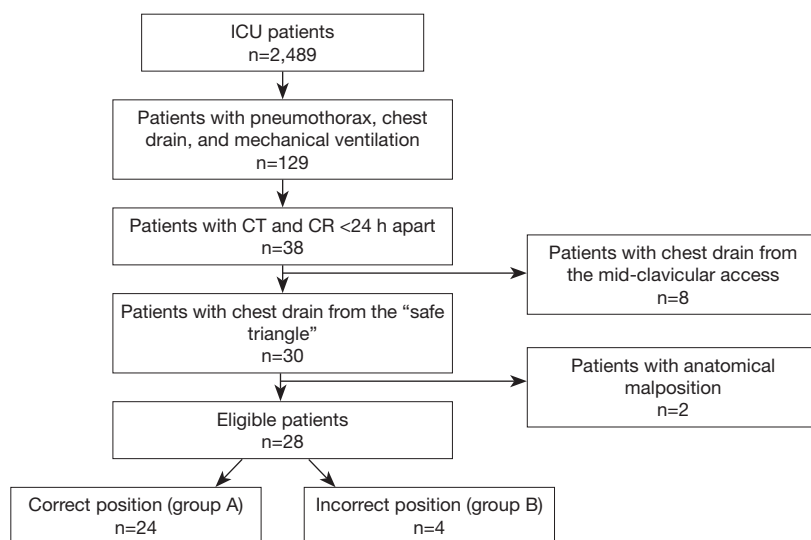 ICU patients
n=2,489
Patients with pneumothorax, chest
drain, and mechanical ventilation
n=129
Patients with CT and CR <24 h apart
n=38
Patients with chest drain from
the mid-clavicular access
n=8
Patients with chest drain from the “safe
triangle”
n=30
Patients with anatomical
malposition
n=2
Eligible patients
n=28
Correct position (group A)
n=24
Incorrect position (group B)
n=4